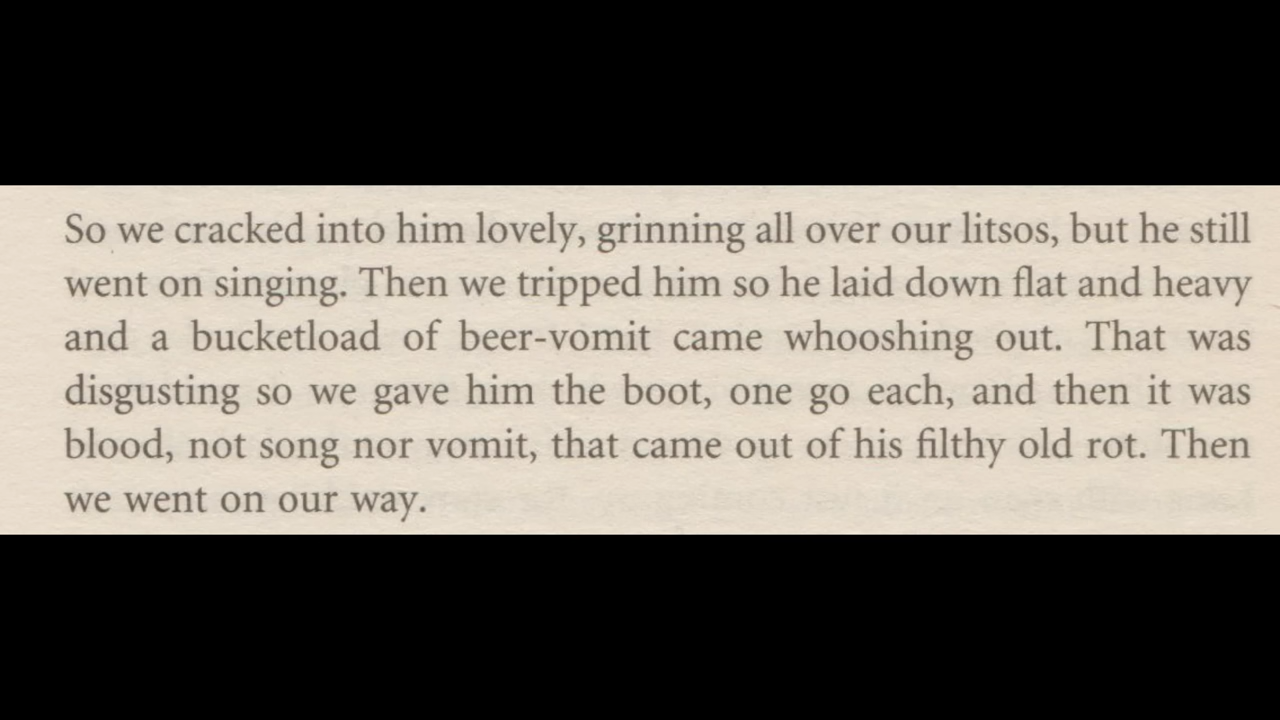 So we cracked into him lovely, grinning all over our litsos, but he still
went on singing. Then we tripped him so he laid down flat and heavy
and a bucketload of beer-vomit came whooshing out. That was
disgusting so we gave him the boot, one go each, and then it was
blood, not song nor vomit, that came out of his filthy old rot. Then
we went on our way.